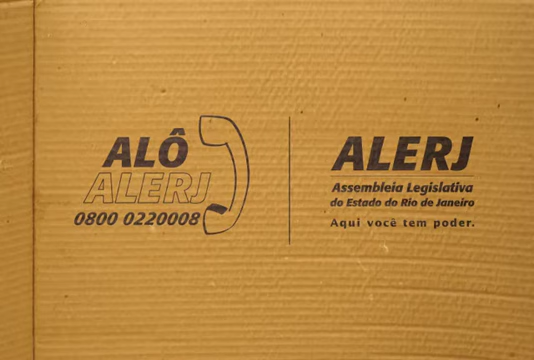 ALÔ
ALERJ
0800 0220008
ALERJ
Assembleia Legislativa
do Estado do Rio de Janeiro
Aqui você tem poder.